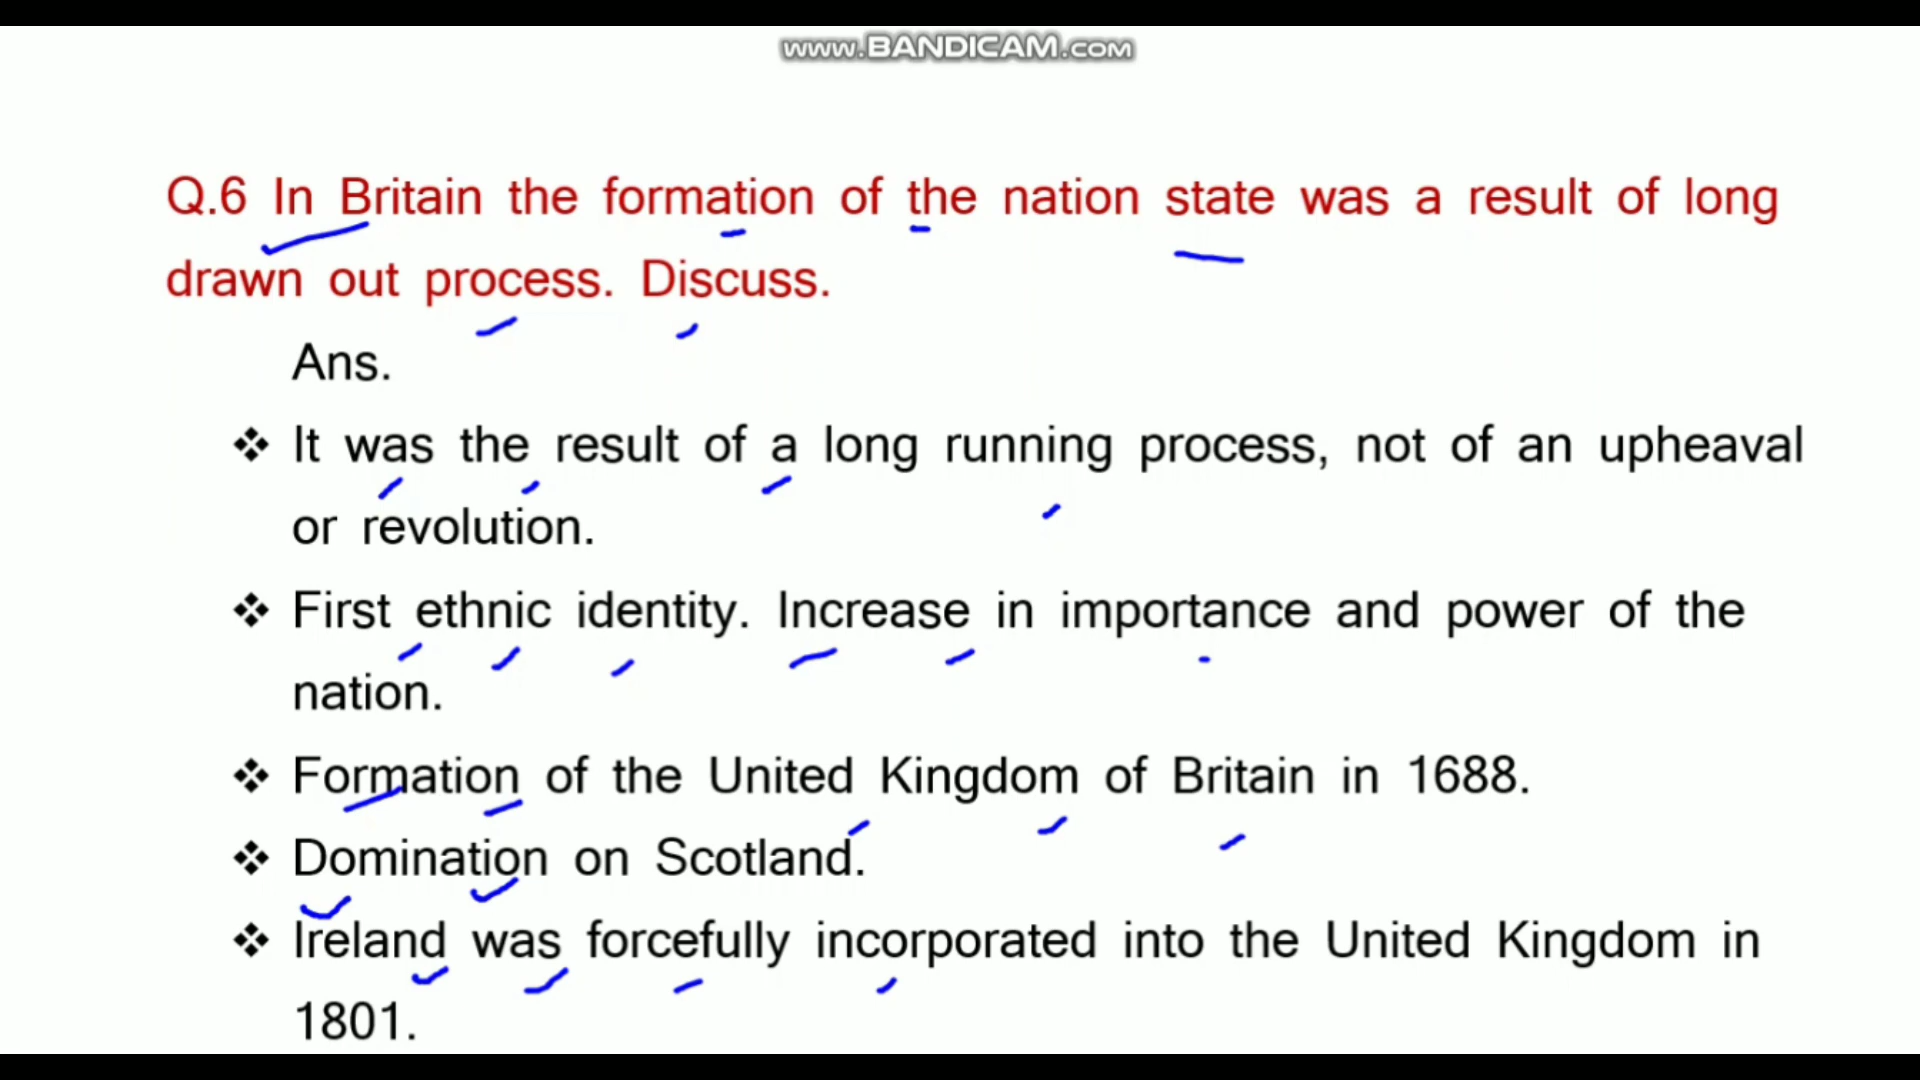 www.BANDICAM.com
Q.6 In Britain the formation of the nation state was a result of long
drawn out process. Discuss.
Ans.
❖ It was the result of a long running process, not of an upheaval
or revolution.
❖ First ethnic identity. Increase in importance and power of the
nation.
❖ Formation of the United Kingdom of Britain in 1688.
❖ Domination on Scotland.
❖ Ireland was forcefully incorporated into the United Kingdom in
1801.